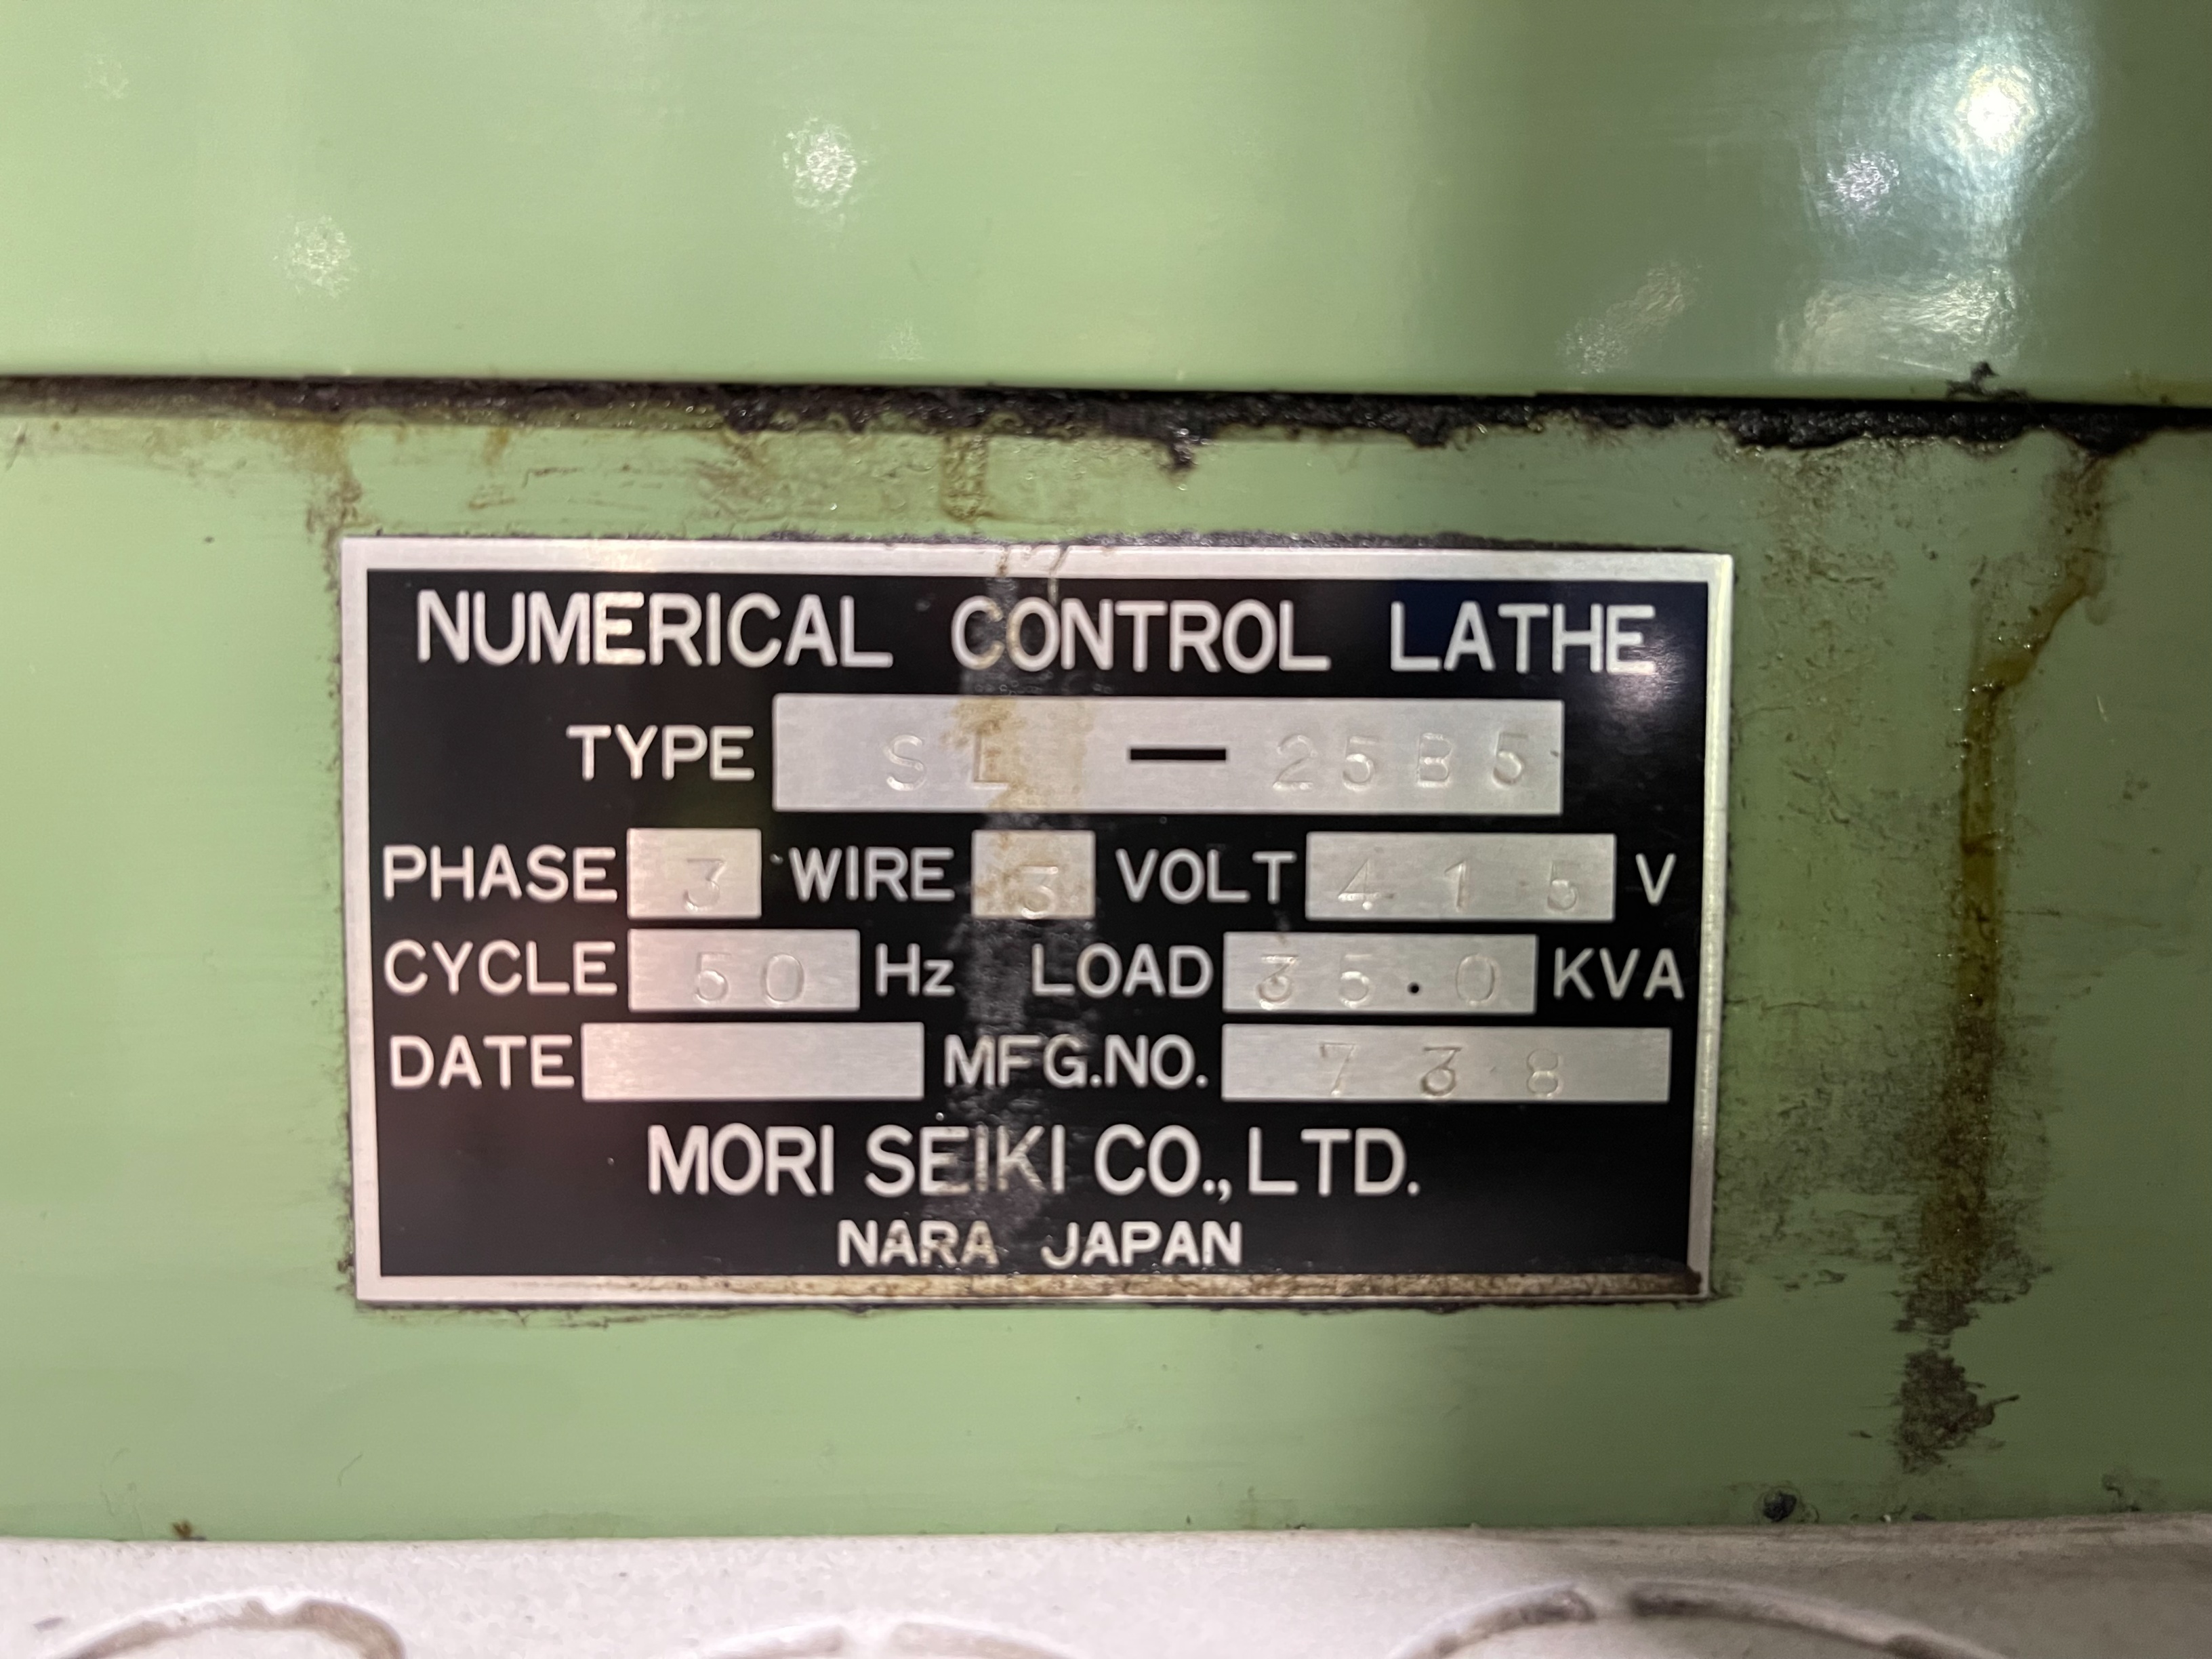 NUMERICAL CONTROL LATHE
TYPE SL - 25B5
PHASE 3 WIRE 3 VOLT 415 V
CYCLE 50 Hz LOAD 35.0 KVA
DATE MFG.NO. 738
MORI SEIKI CO., LTD.
NARA JAPAN